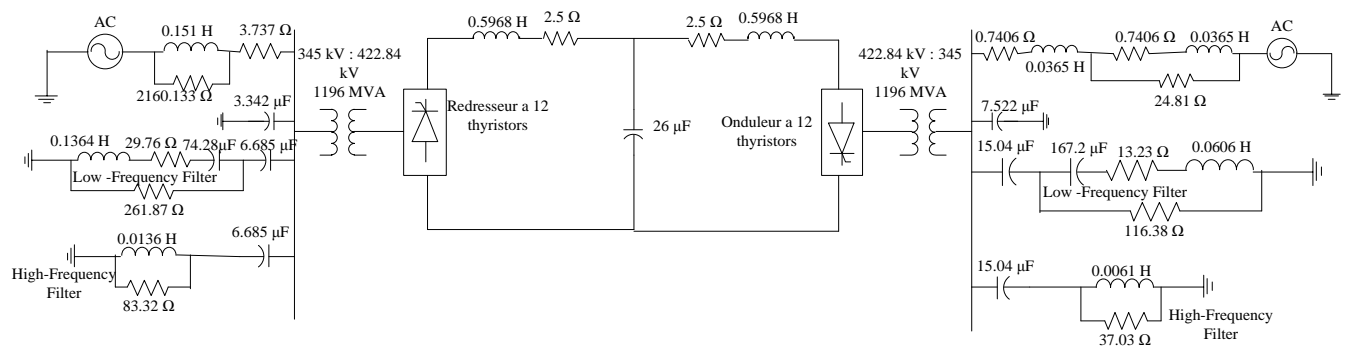 AC
0.151 H
3.737 Ω
2160.133 Ω
3.342 µF
0.1364 H
29.76 Ω
74.28µF
6.685 µF
Low -Frequency Filter
261.87 Ω
0.0136 H
6.685 µF
High-Frequency
Filter
83.32 Ω
345 kV : 422.84
kV
1196 MVA
Redresseur a 12
thyristors
0.5968 H
2.5 Ω
26 µF
2.5 Ω
0.5968 H
Onduleur a 12
thyristors
422.84 kV : 345
kV
1196 MVA
0.7406 Ω
0.0365 H
0.7406 Ω
0.0365 H
AC
24.81 Ω
7.522 µF
15.04 µF
167.2 µF
13.23 Ω
0.0606 H
Low -Frequency Filter
116.38 Ω
15.04 µF
0.0061 H
37.03 Ω
High-Frequency
Filter